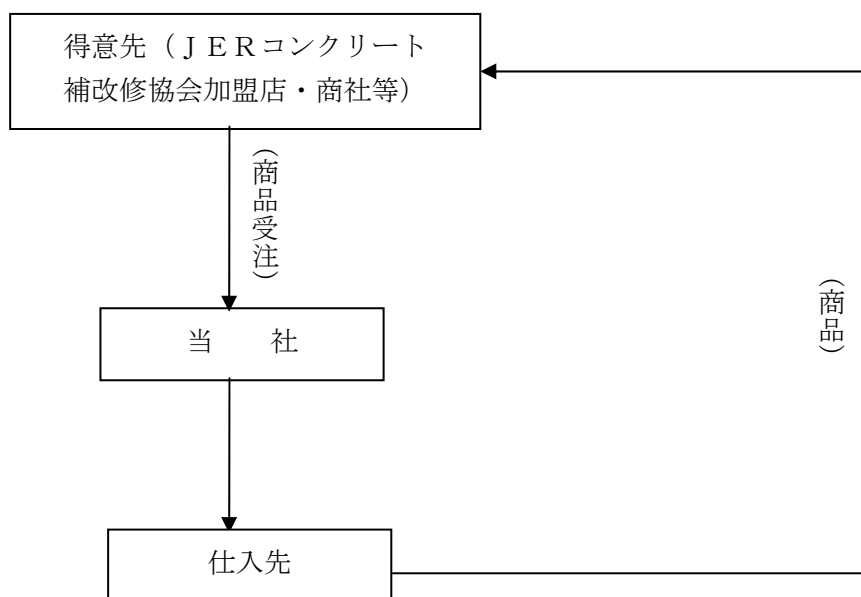 得意先（ＪＥＲコンクリート
補改修協会加盟店・商社等）
（商品受注）
（商品）
当　　社
仕入先